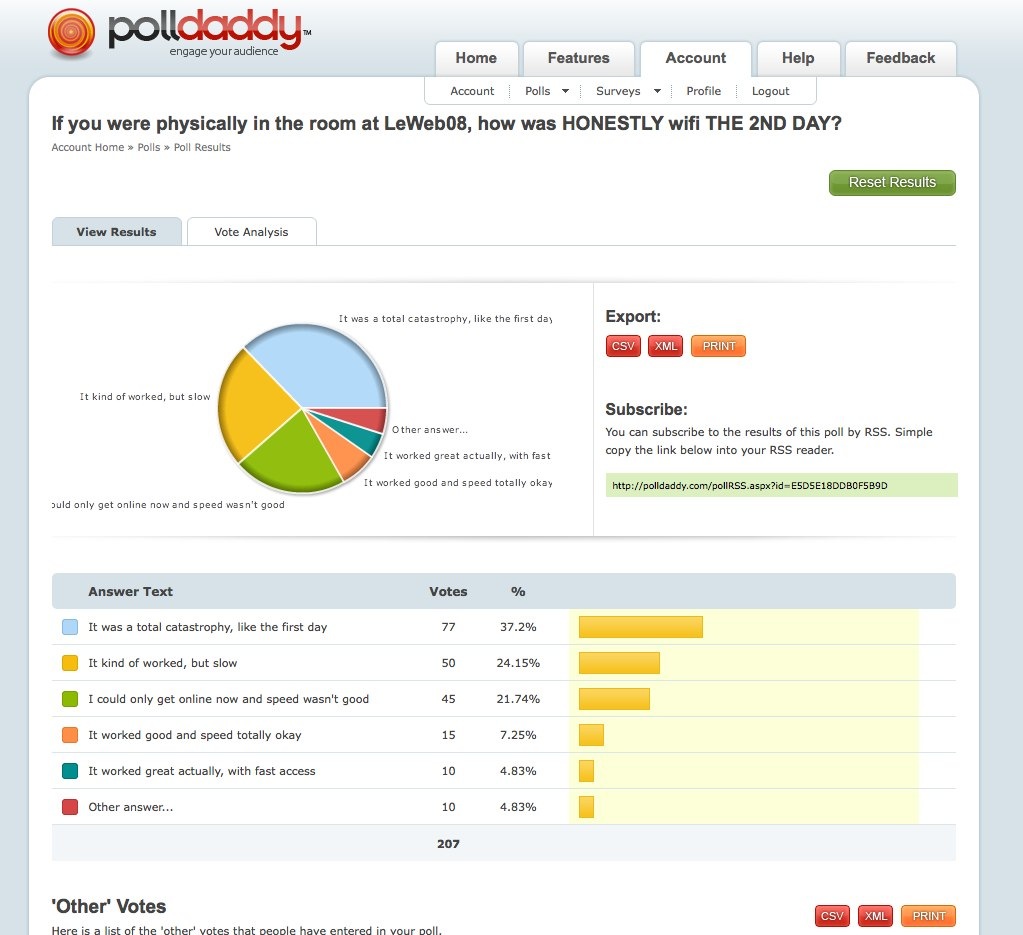 polldaddy™
engage your audience
Home Features Account Help Feedback
Account Polls Surveys Profile Logout
If you were physically in the room at LeWeb08, how was HONESTLY wifi THE 2ND DAY?
Account Home » Polls » Poll Results
Reset Results
View Results Vote Analysis
It was a total catastrophy, like the first day
It kind of worked, but slow
Other answer...
It worked great actually, with fast
It worked good and speed totally okay
ould only get online now and speed wasn't good
Export:
CSV XML PRINT
Subscribe:
You can subscribe to the results of this poll by RSS. Simple
copy the link below into your RSS reader.
http://polldaddy.com/pollRSS.aspx?id=E5D5E18DDB0F5B9D
Answer Text Votes %
It was a total catastrophy, like the first day 77 37.2%
It kind of worked, but slow 50 24.15%
I could only get online now and speed wasn't good 45 21.74%
It worked good and speed totally okay 15 7.25%
It worked great actually, with fast access 10 4.83%
Other answer... 10 4.83%
207
'Other' Votes
CSV XML PRINT
Here is a list of the 'other' votes that people have entered in your poll.